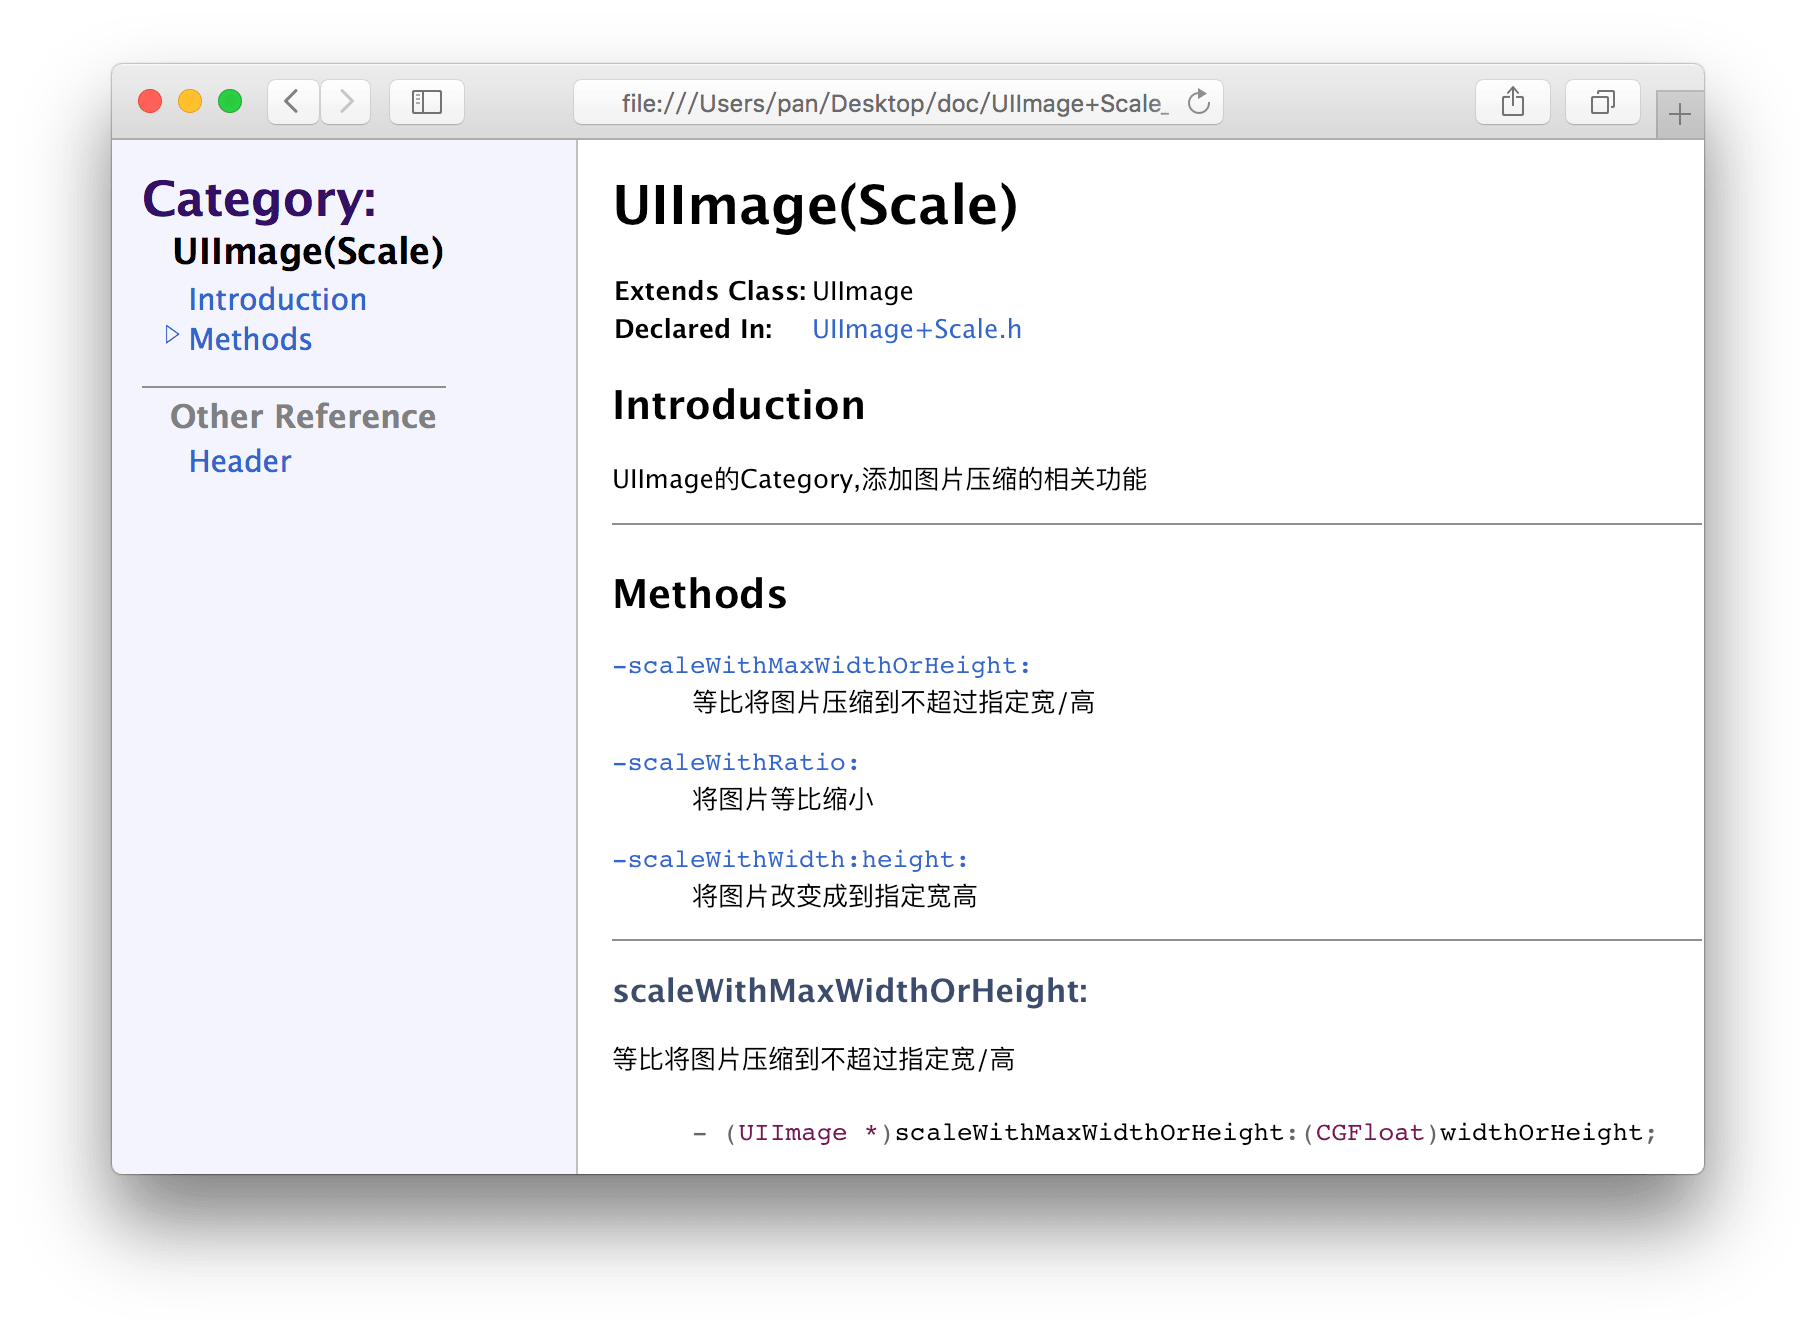 file:///Users/pan/Desktop/doc/UIImage+Scale_
Category:
UIImage(Scale)
Introduction
Methods
Other Reference
Header
UIImage(Scale)
Extends Class: UIImage
Declared In: UIImage+Scale.h
Introduction
UIImage的Category,添加图片压缩的相关功能
Methods
-scaleWithMaxWidthOrHeight:
等比将图片压缩到不超过指定宽/高
-scaleWithRatio:
将图片等比缩小
-scaleWithWidth:height:
将图片改变成到指定宽高
scaleWithMaxWidthOrHeight:
等比将图片压缩到不超过指定宽/高
- (UIImage *)scaleWithMaxWidthOrHeight:(CGFloat)widthOrHeight;